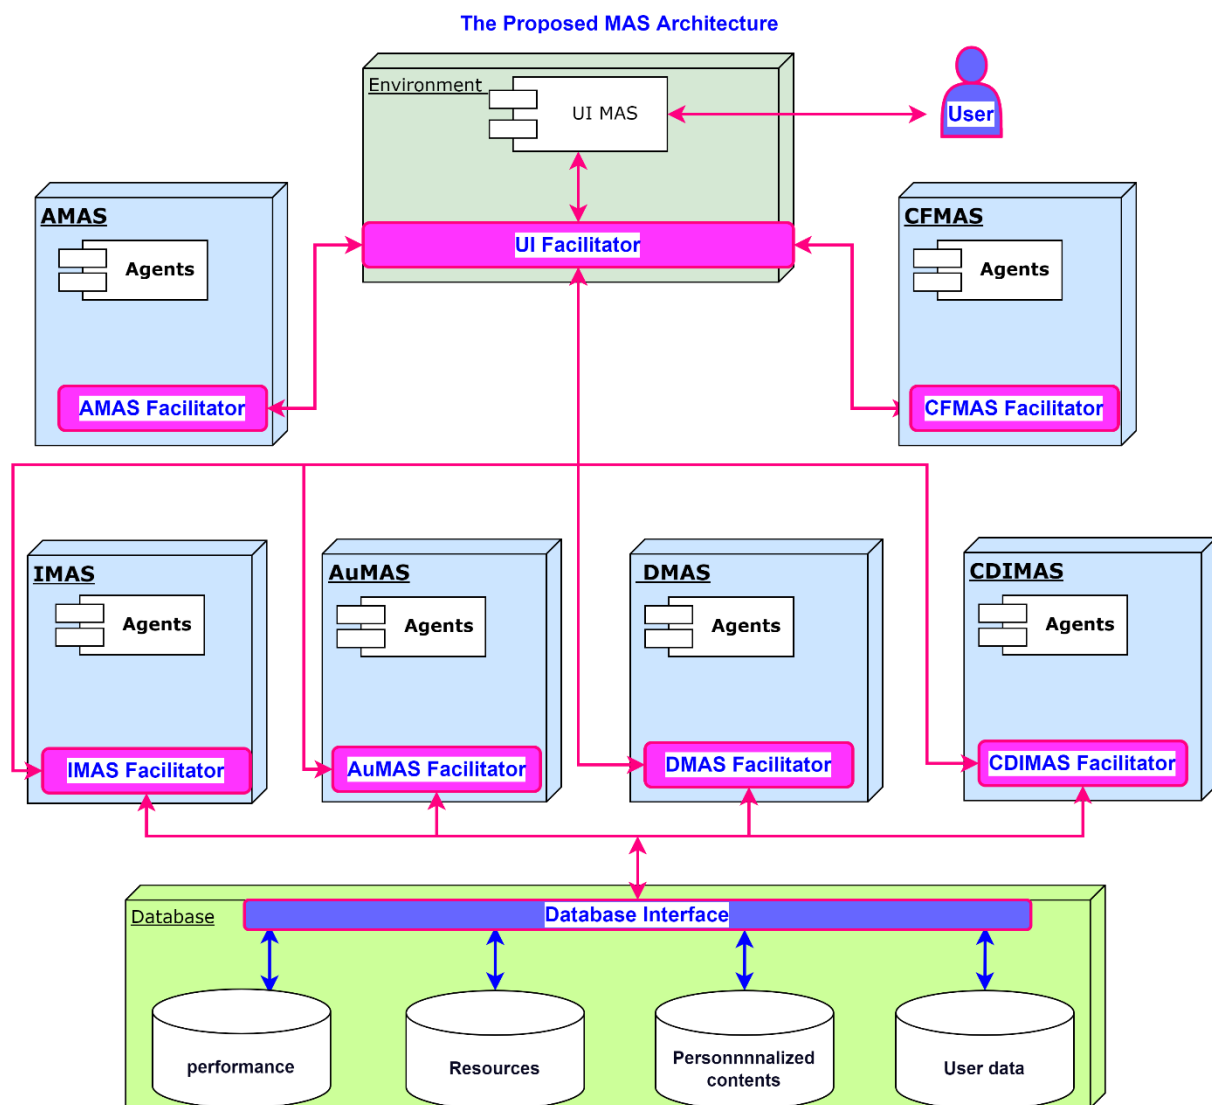 The Proposed MAS Architecture
Environment
UI MAS
User
AMAS
CFMAS
UI Facilitator
Agents
Agents
AMAS Facilitator
CFMAS Facilitator
IMAS
AuMAS
DMAS
CDIMAS
Agents
Agents
Agents
Agents
IMAS Facilitator
AuMAS Facilitator
DMAS Facilitator
CDIMAS Facilitator
Database
Database Interface
performance
Resources
Personnnnalized
contents
User data